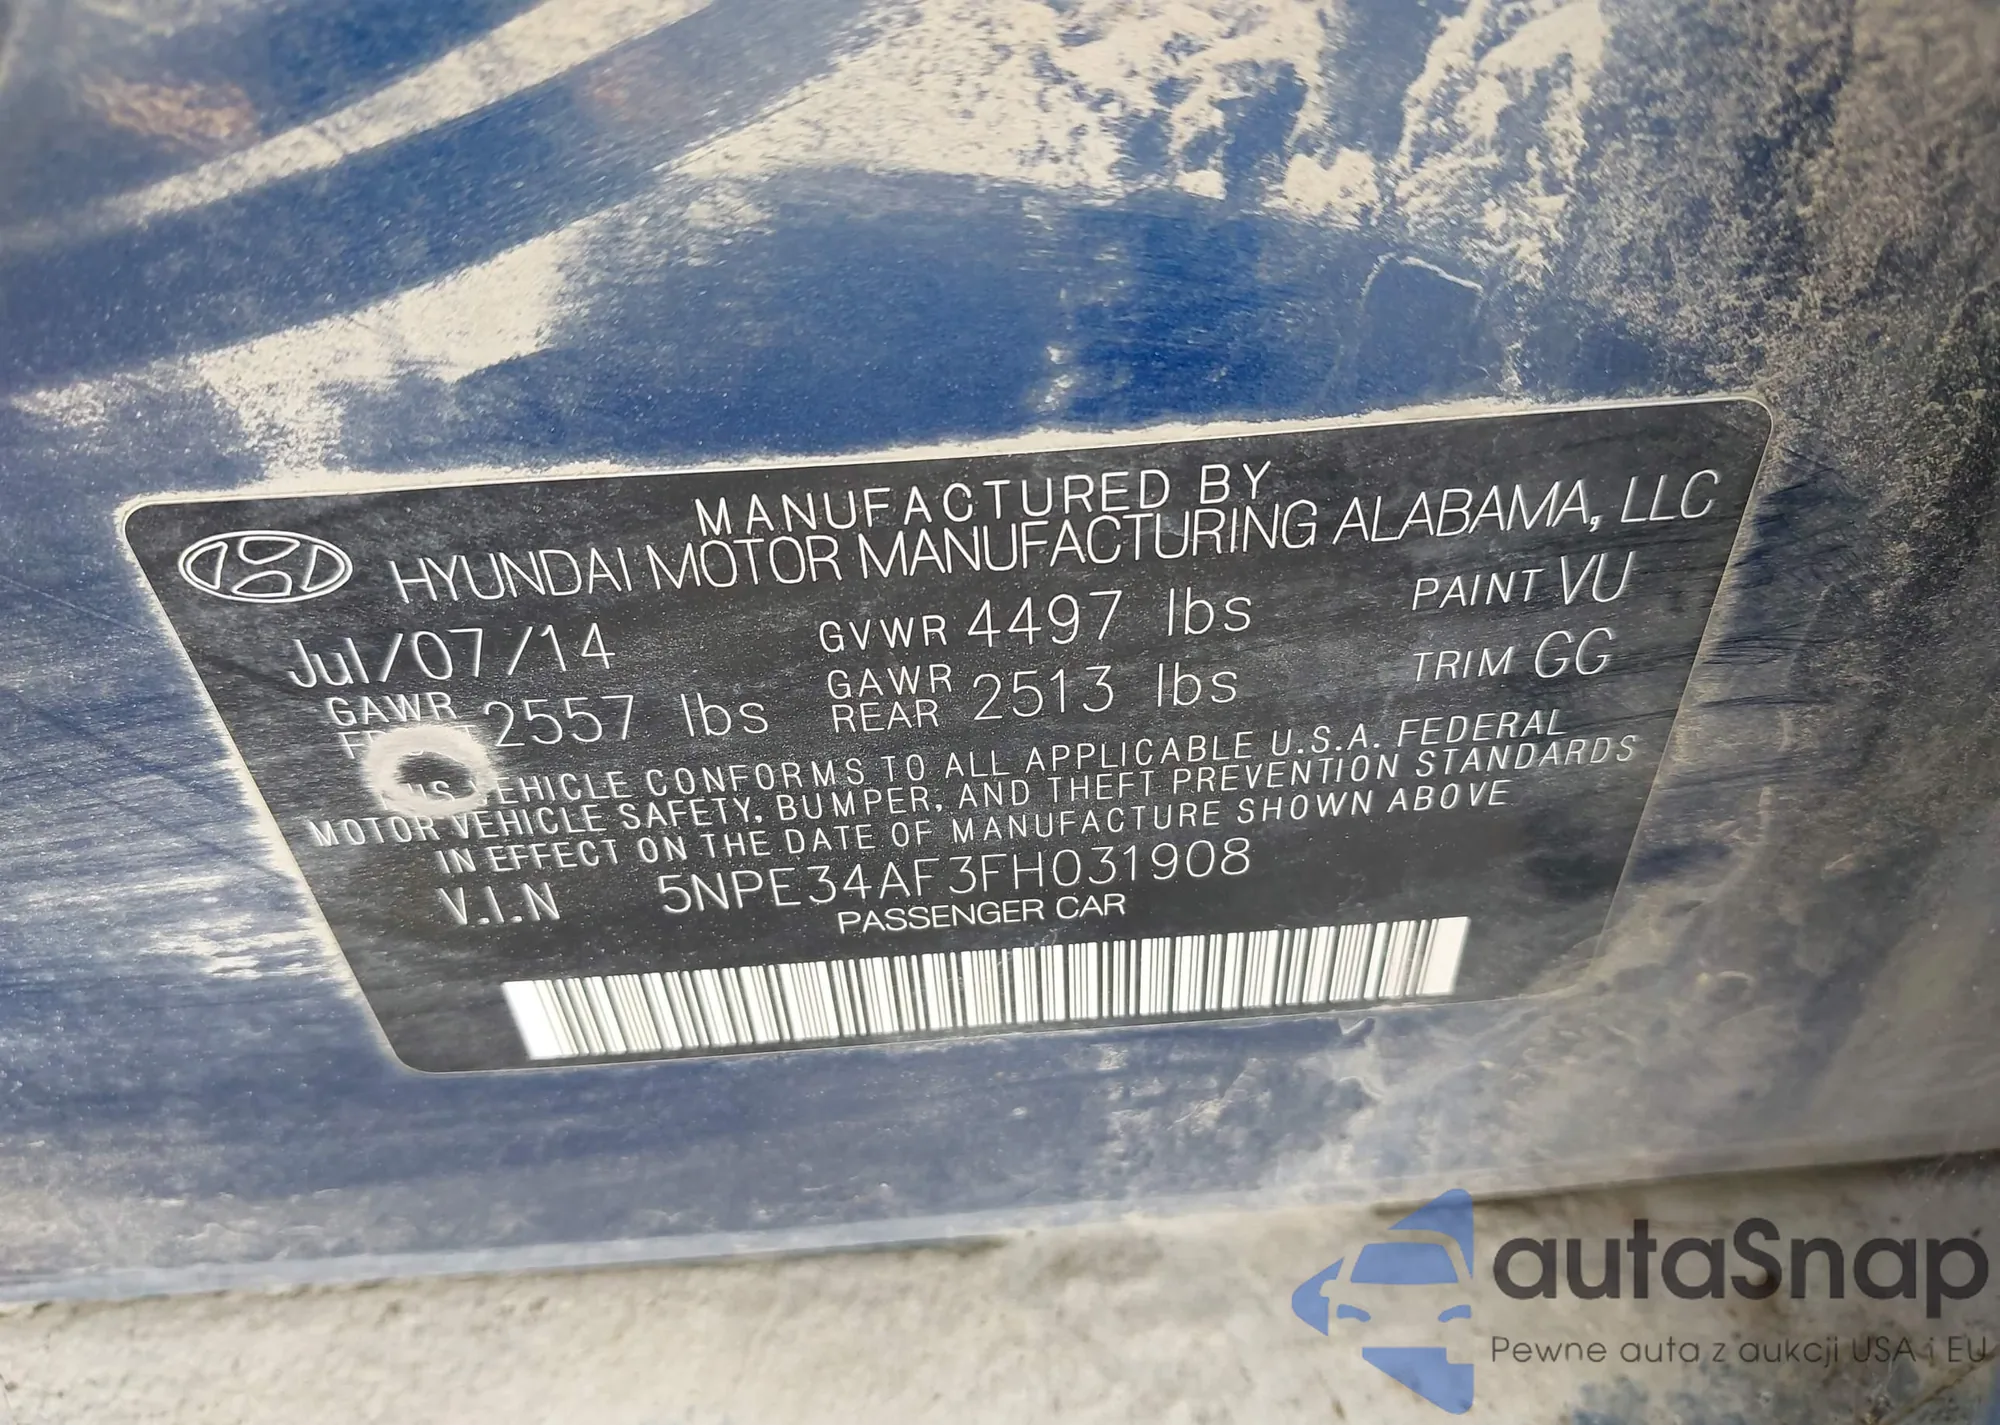 MANUFACTURED BY
HYUNDAI MOTOR MANUFACTURING ALABAMA, LLC
Jul/07/14 GVWR 4497 lbs PAINT VU
GAWR 2557 lbs GAWR REAR 2513 lbs TRIM GG
VEHICLE CONFORMS TO ALL APPLICABLE U.S.A. FEDERAL
MOTOR VEHICLE SAFETY, BUMPER, AND THEFT PREVENTION STANDARDS
IN EFFECT ON THE DATE OF MANUFACTURE SHOWN ABOVE
V.I.N 5NPE34AF3FH031908
PASSENGER CAR
autaSnap
Pewne auta z aukcji USA i EU